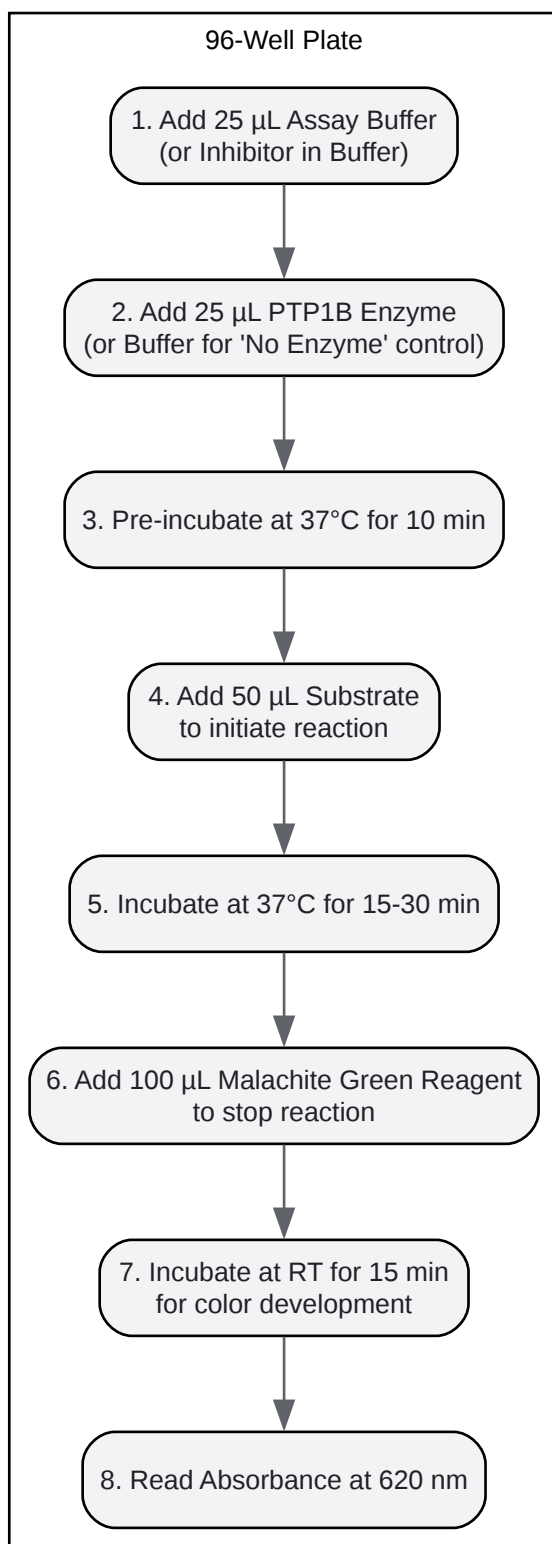 96-Well Plate
1. Add 25 µL Assay Buffer
(or Inhibitor in Buffer)
2. Add 25 µL PTP1B Enzyme
(or Buffer for 'No Enzyme' control)
3. Pre-incubate at 37°C for 10 min
4. Add 50 µL Substrate
to initiate reaction
5. Incubate at 37°C for 15-30 min
6. Add 100 µL Malachite Green Reagent
to stop reaction
7. Incubate at RT for 15 min
for color development
8. Read Absorbance at 620 nm